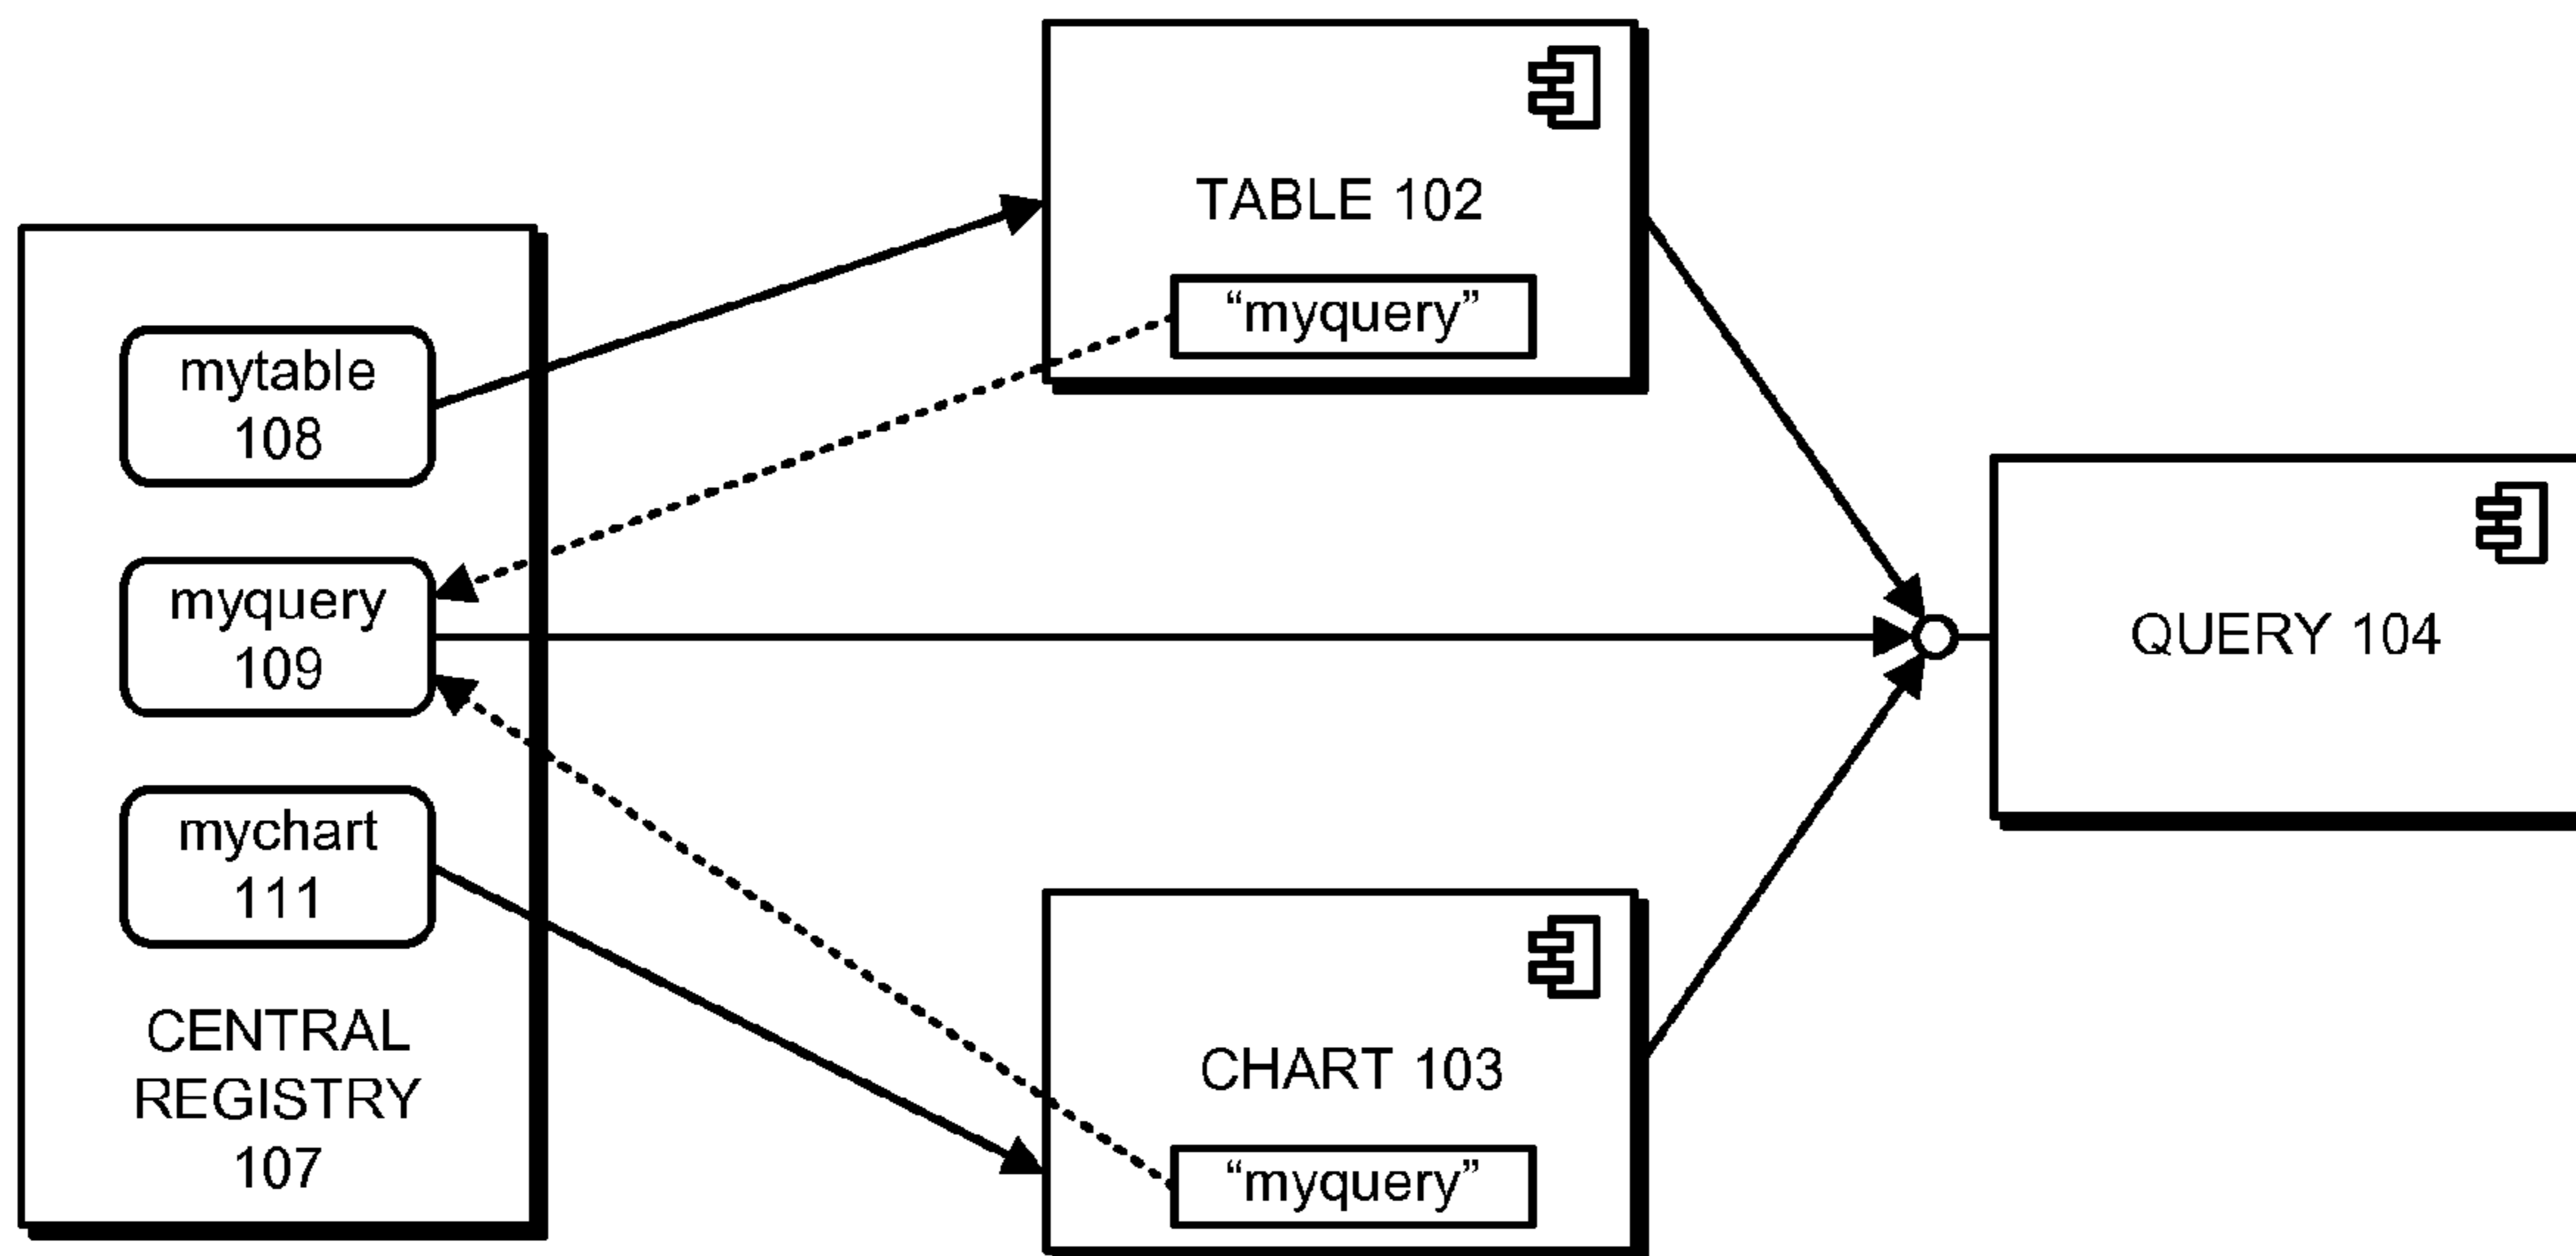 TABLE 102
“myquery”
mytable
108
myquery
109
mychart
111
CENTRAL
REGISTRY
107
QUERY 104
CHART 103
“myquery”